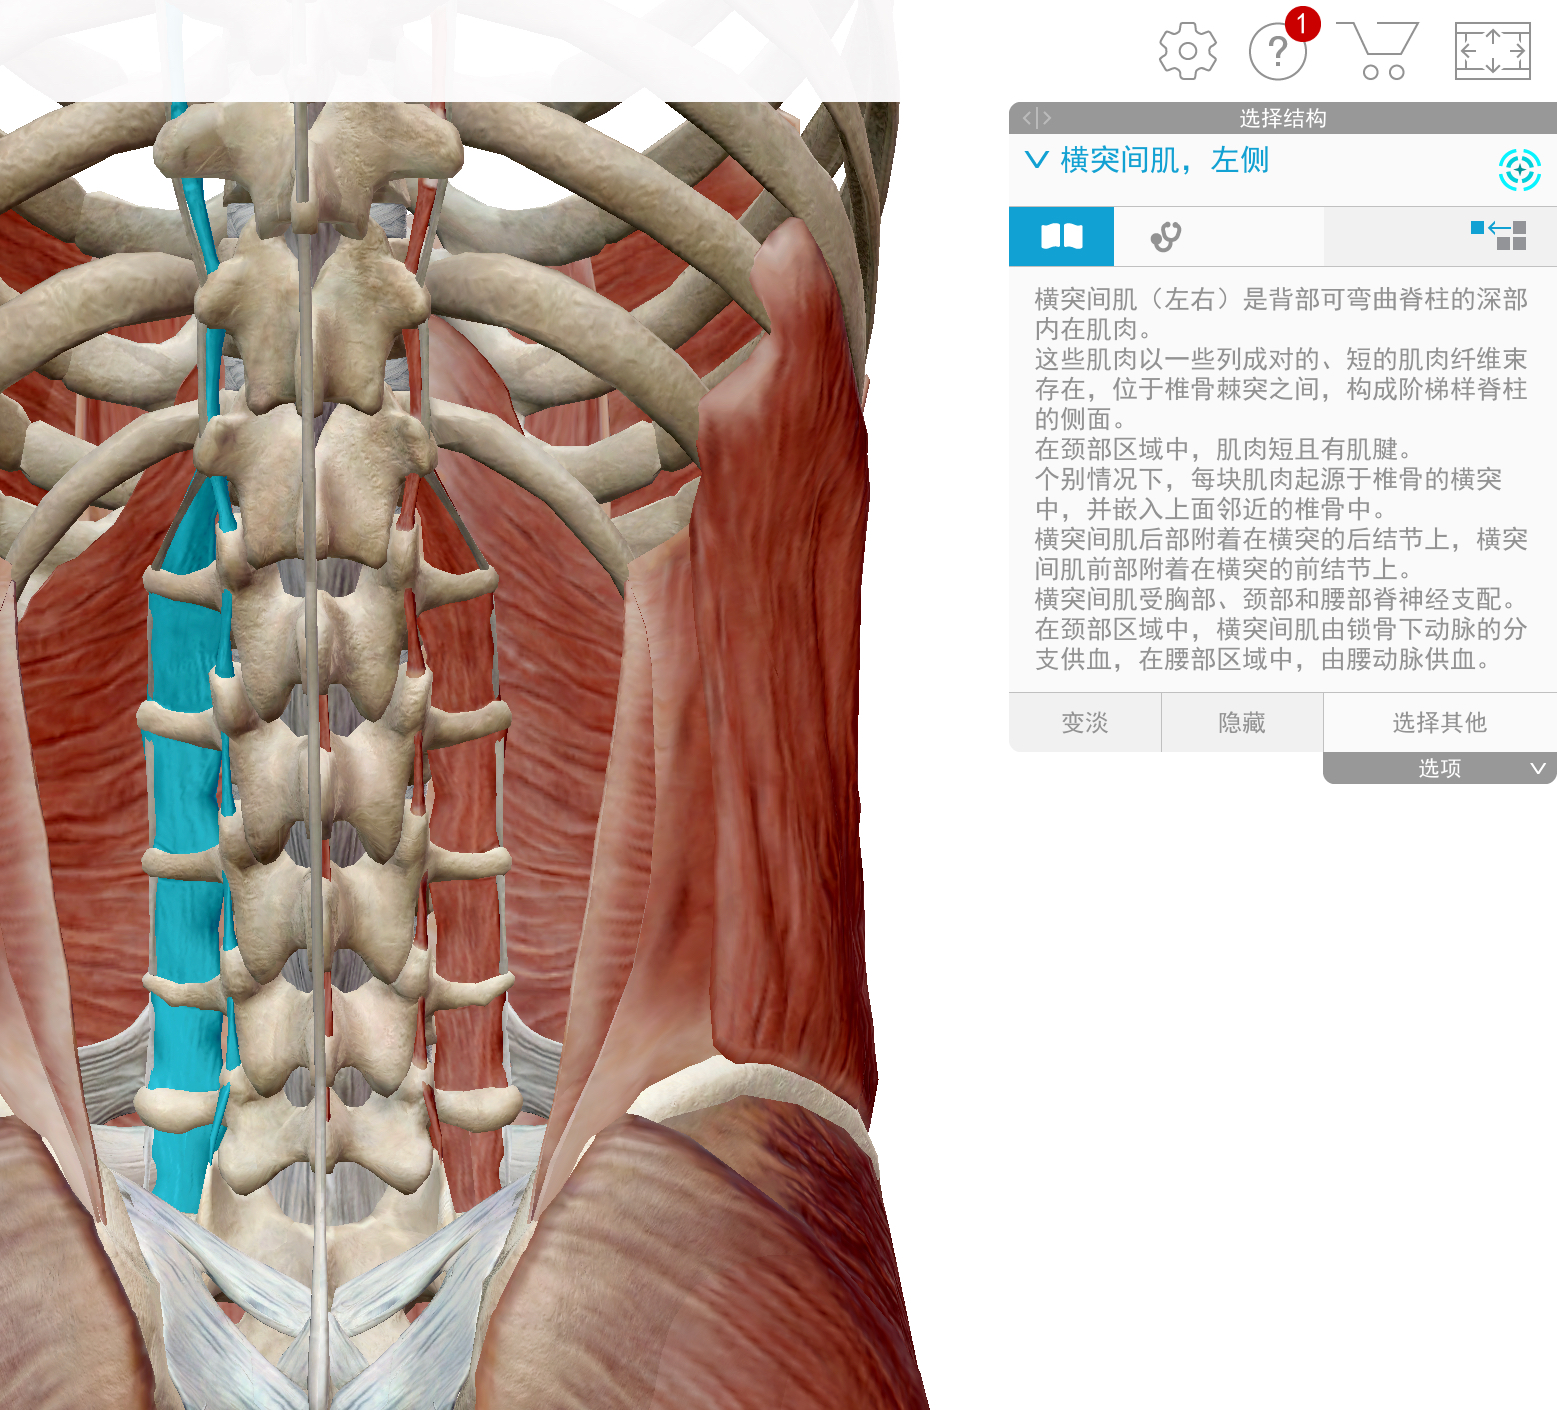 1
选择结构
横突间肌，左侧
横突间肌（左右）是背部可弯曲脊柱的深部
内在肌肉。
这些肌肉以一些列成对的、短的肌肉纤维束
存在，位于椎骨棘突之间，构成阶梯样脊柱
的侧面。
在颈部区域中，肌肉短且有肌腱。
个别情况下，每块肌肉起源于椎骨的横突
中，并嵌入上面邻近的椎骨中。
横突间肌后部附着在横突的后结节上，横突
间肌前部附着在横突的前结节上。
横突间肌受胸部、颈部和腰部脊神经支配。
在颈部区域中，横突间肌由锁骨下动脉的分
支供血，在腰部区域中，由腰动脉供血。
变淡 隐藏 选择其他
选项